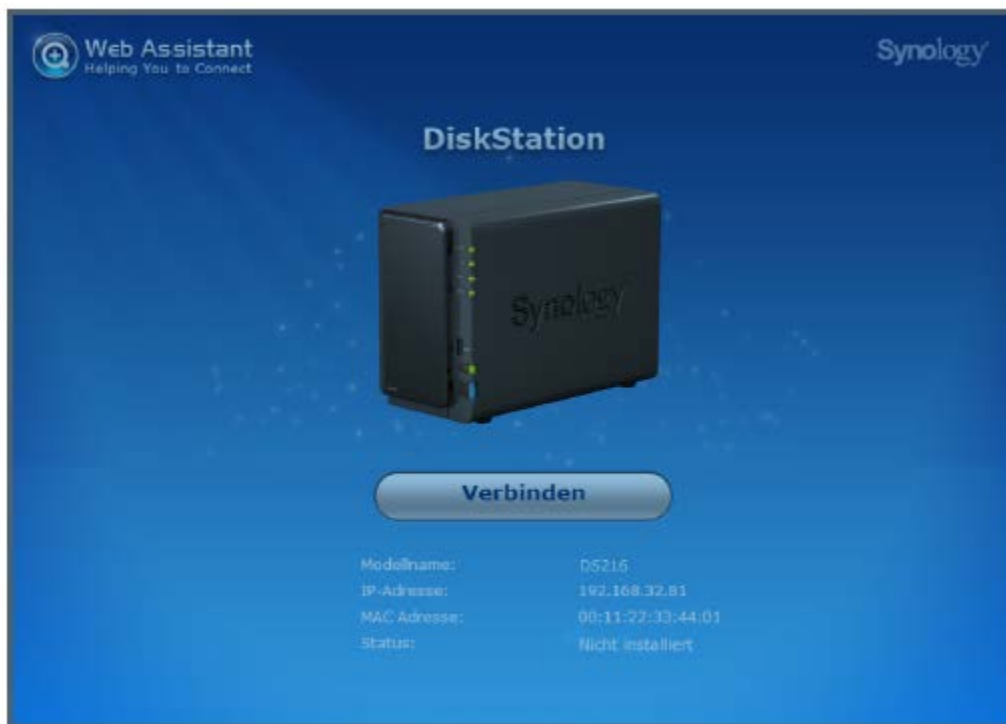 Web Assistant
Helping You to Connect
Synology
DiskStation
Synology
Verbinden
Modellname: DS216
IP-Adresse: 192.168.32.81
MAC Adresse: 00:11:22:33:44:01
Status: Nicht installiert